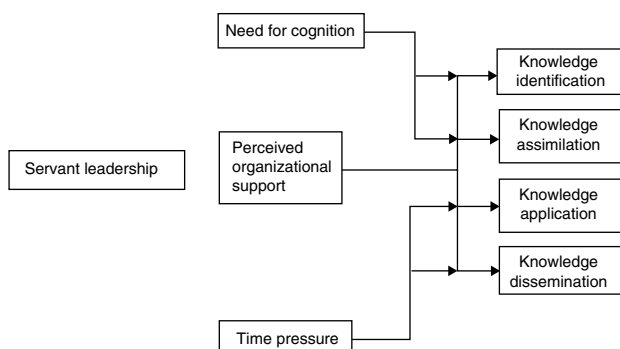 Need for cognition
Knowledge
identification
Knowledge
assimilation
Servant leadership
Perceived
organizational
support
Knowledge
application
Knowledge
dissemination
Time pressure